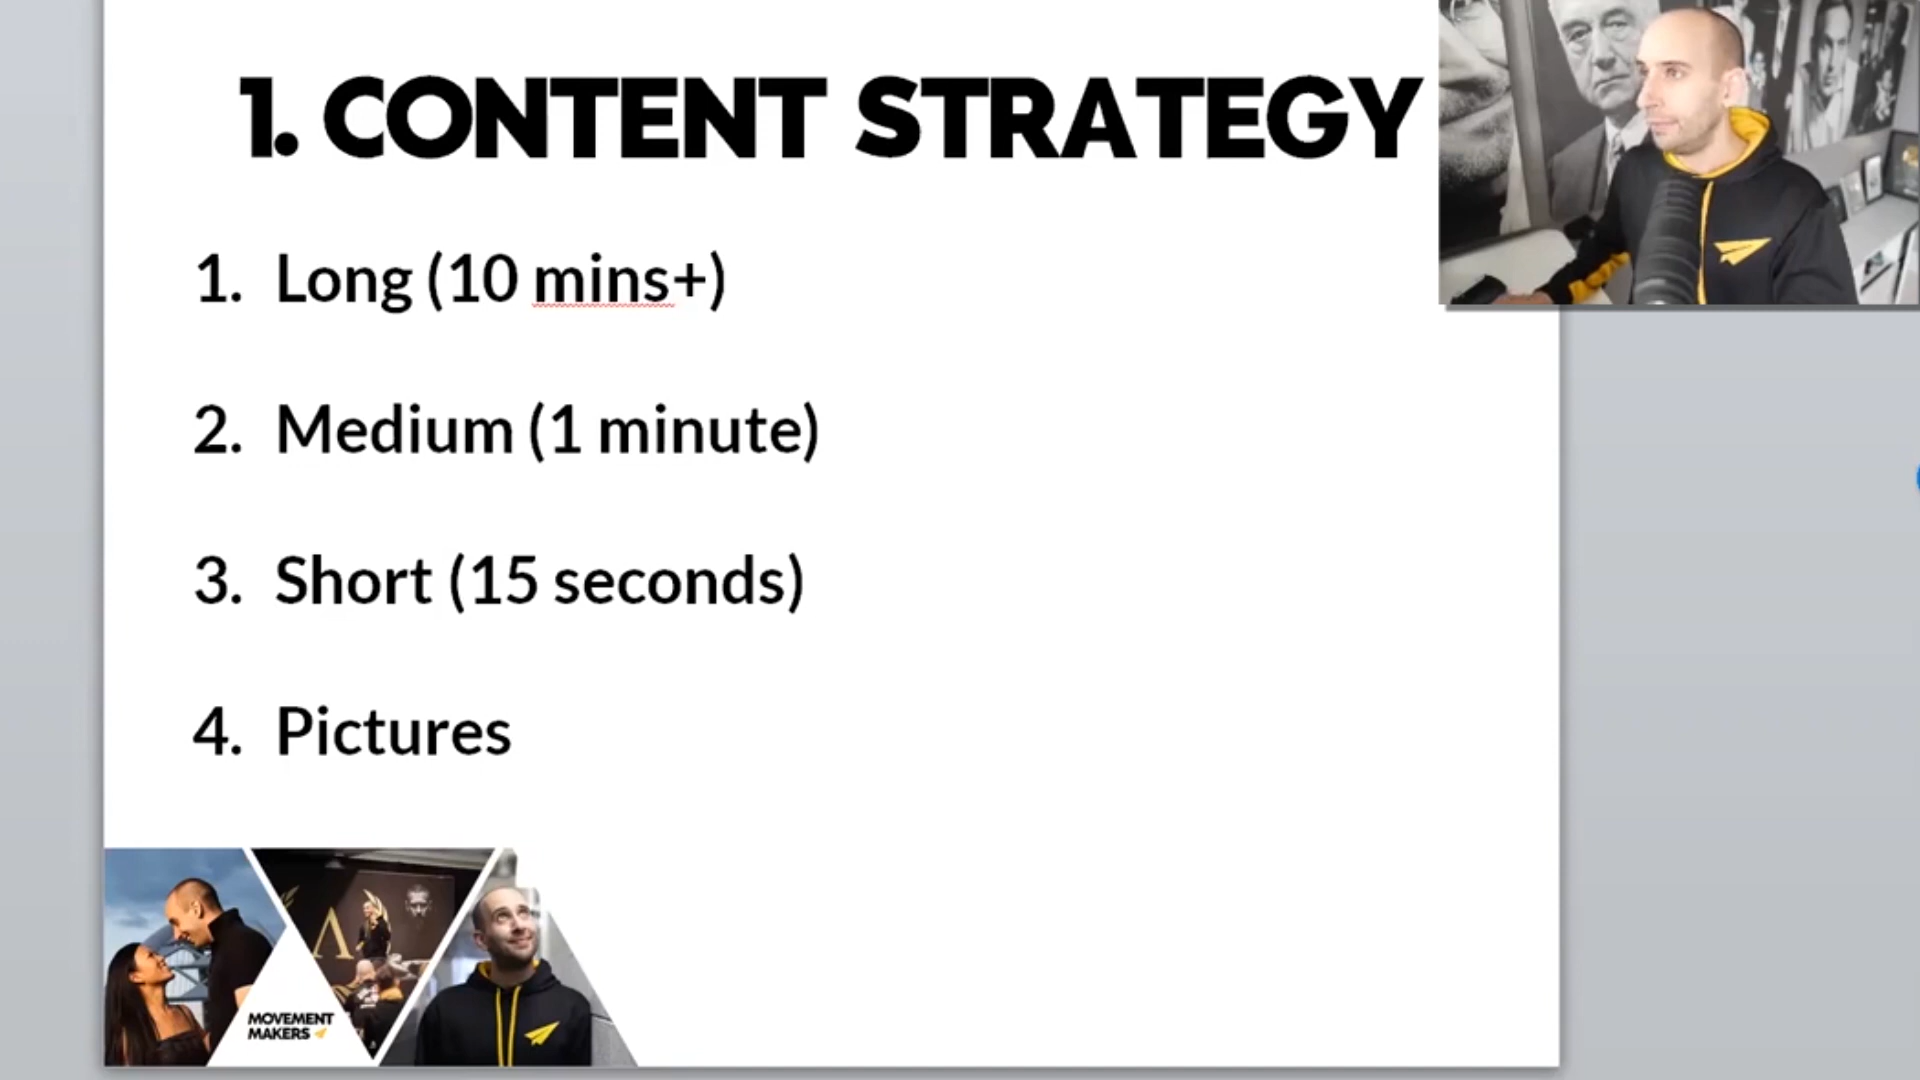 1. CONTENT STRATEGY
1. Long (10 mins+)
2. Medium (1 minute)
3. Short (15 seconds)
4. Pictures
MOVEMENT
MAKERS